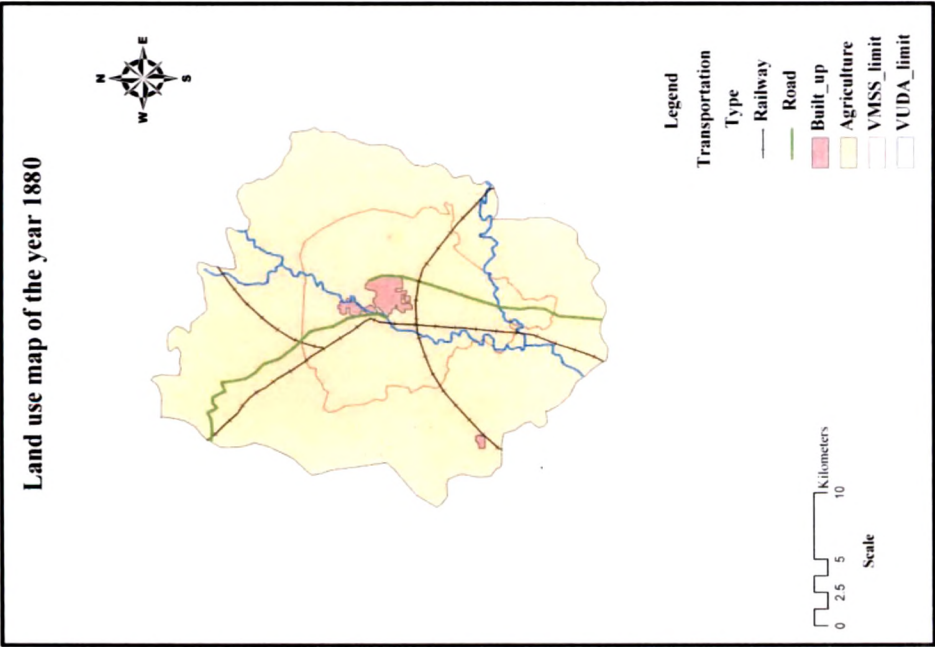 Land use map of the year 1880
N
E
S
W
Legend
Transportation
Type
Railway
Road
Built_up
Agriculture
VMSS_limit
VUDA_limit
0 2.5 5 10
Kilometers
Scale